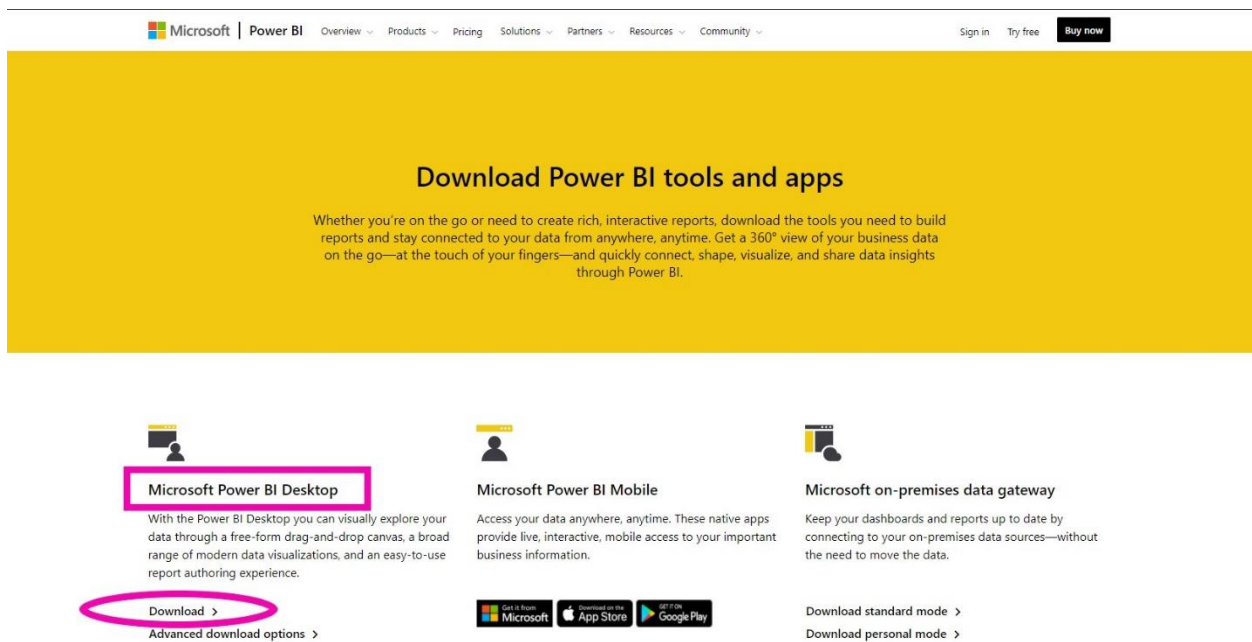 Microsoft | Power BI Overview Products Pricing Solutions Partners Resources Community Sign in Try free Buy now
Download Power BI tools and apps
Whether you're on the go or need to create rich, interactive reports, download the tools you need to build
reports and stay connected to your data from anywhere, anytime. Get a 360° view of your business data
on the go—at the touch of your fingers—and quickly connect, shape, visualize, and share data insights
through Power BI.
Microsoft Power BI Desktop
With the Power BI Desktop you can visually explore your
data through a free-form drag-and-drop canvas, a broad
range of modern data visualizations, and an easy-to-use
report authoring experience.
Download >
Advanced download options >
Microsoft Power BI Mobile
Access your data anywhere, anytime. These native apps
provide live, interactive, mobile access to your important
business information.
Get it from
Microsoft
Download on the
App Store
GET IT ON
Google Play
Microsoft on-premises data gateway
Keep your dashboards and reports up to date by
connecting to your on-premises data sources—without
the need to move the data.
Download standard mode >
Download personal mode >